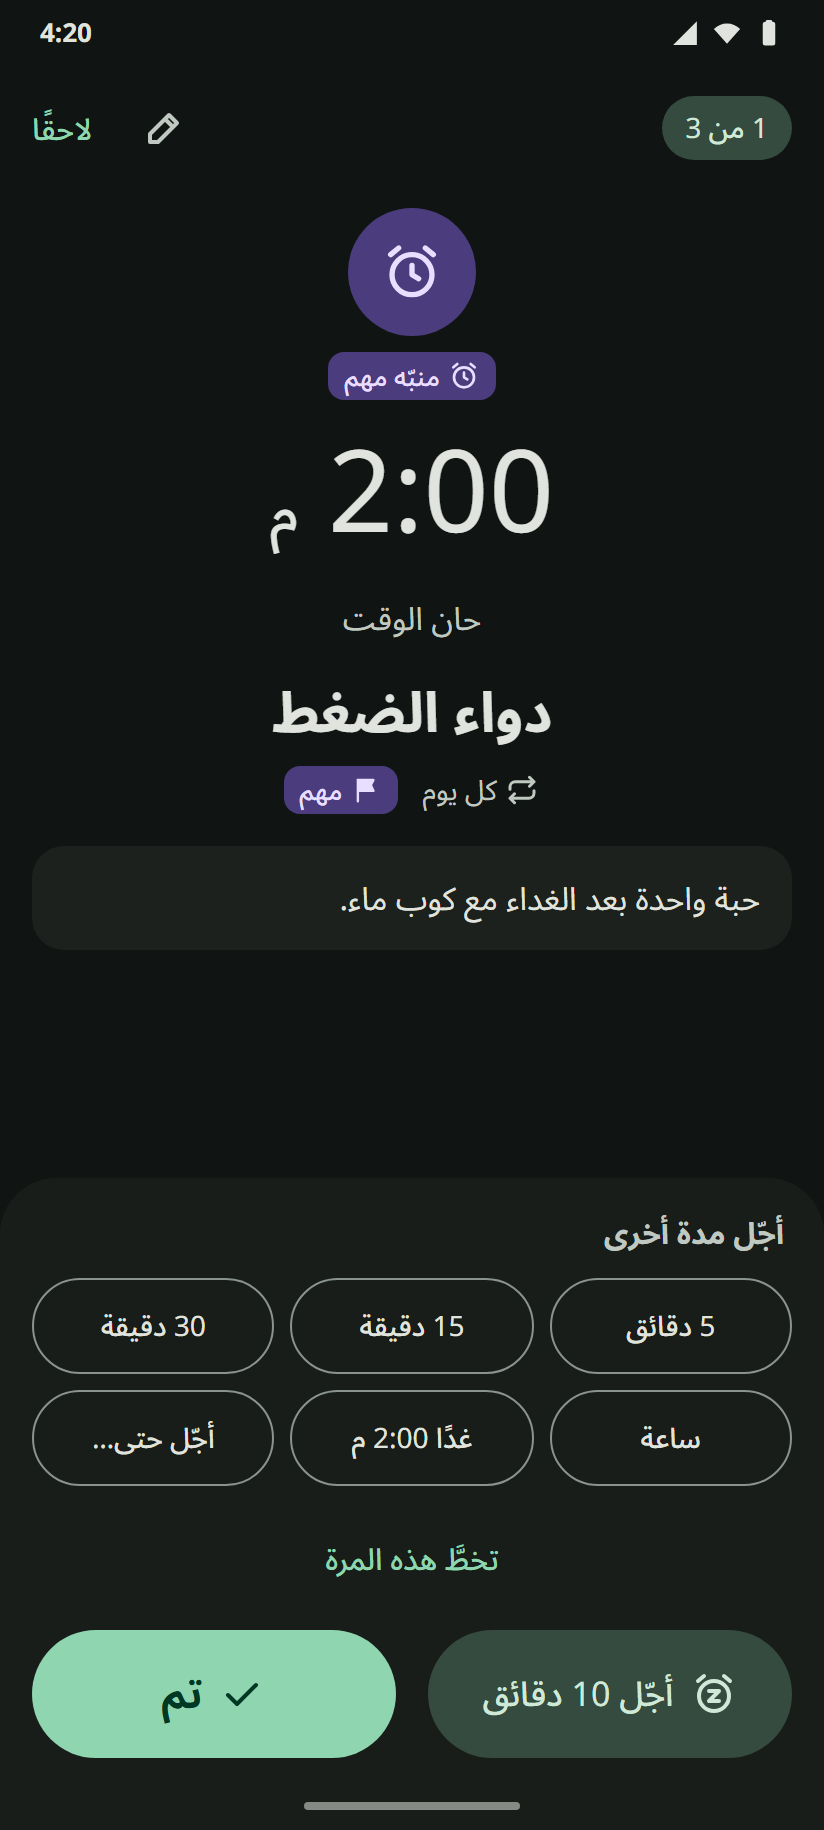 4:20
1 من 3
لاحقًا
منبّه مهم
2:00 م
حان الوقت
دواء الضغط
كل يوم
مهم
حبة واحدة بعد الغداء مع كوب ماء.
أجّل مدة أخرى
5 دقائق
15 دقيقة
30 دقيقة
ساعة
غدًا 2:00 م
أجّل حتى...
تخطَّ هذه المرة
أجّل 10 دقائق
تم